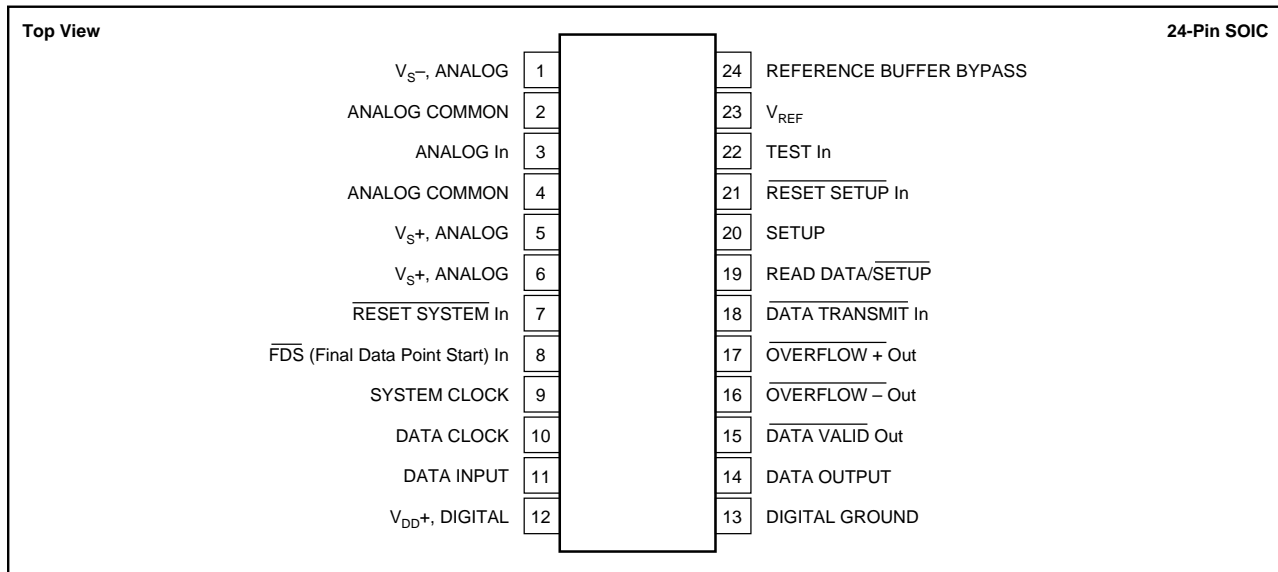 Top View
24-Pin SOIC
VS–, ANALOG 1
ANALOG COMMON 2
ANALOG In 3
ANALOG COMMON 4
VS+, ANALOG 5
VS+, ANALOG 6
RESET SYSTEM In 7
FDS (Final Data Point Start) In 8
SYSTEM CLOCK 9
DATA CLOCK 10
DATA INPUT 11
VDD+, DIGITAL 12
24 REFERENCE BUFFER BYPASS
23 VREF
22 TEST In
21 RESET SETUP In
20 SETUP
19 READ DATA/SETUP
18 DATA TRANSMIT In
17 OVERFLOW + Out
16 OVERFLOW – Out
15 DATA VALID Out
14 DATA OUTPUT
13 DIGITAL GROUND